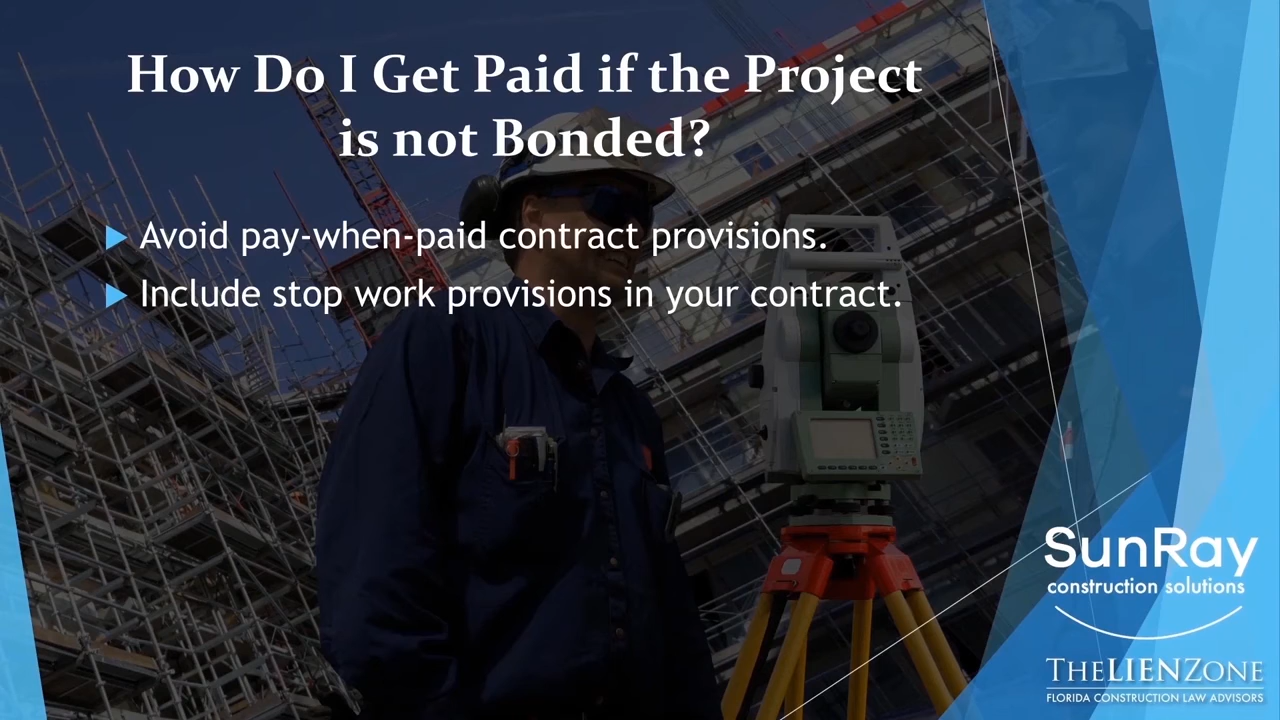 How Do I Get Paid if the Project
is not Bonded?
Avoid pay-when-paid contract provisions.
Include stop work provisions in your contract.
SunRay
construction solutions
THELIENZONE
FLORIDA CONSTRUCTION LAW ADVISORS